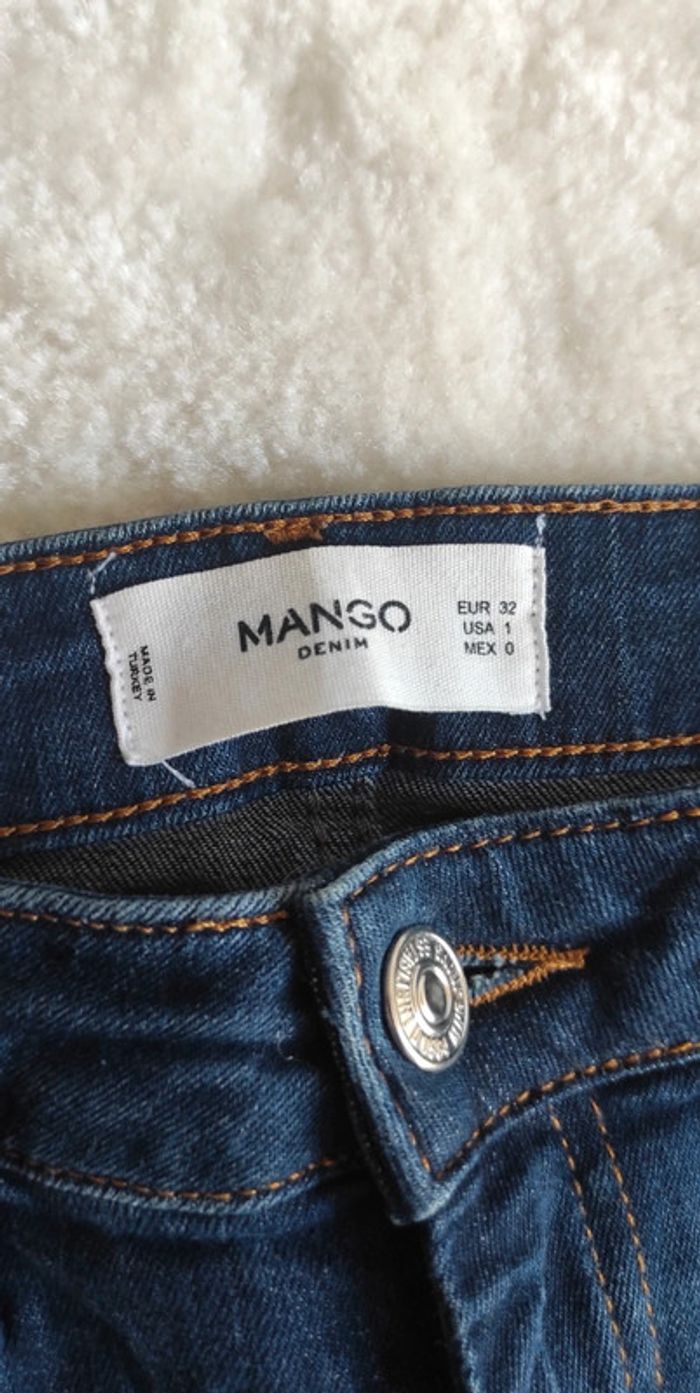 MANGO
DENIM
EUR 32
USA 1
MEX 0
MADE IN
TURKEY